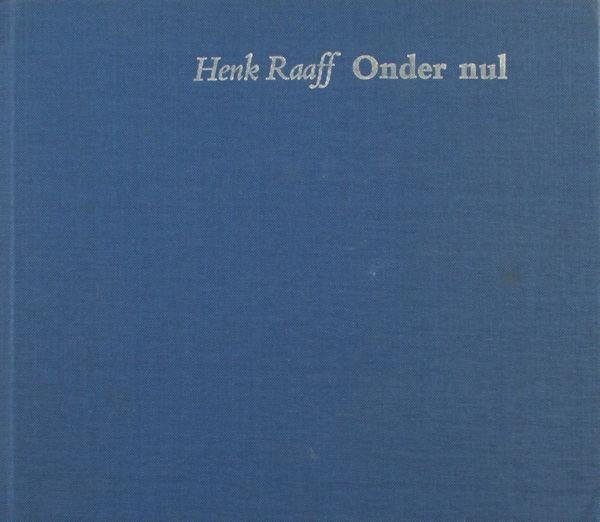 Henk Raaff Onder nul